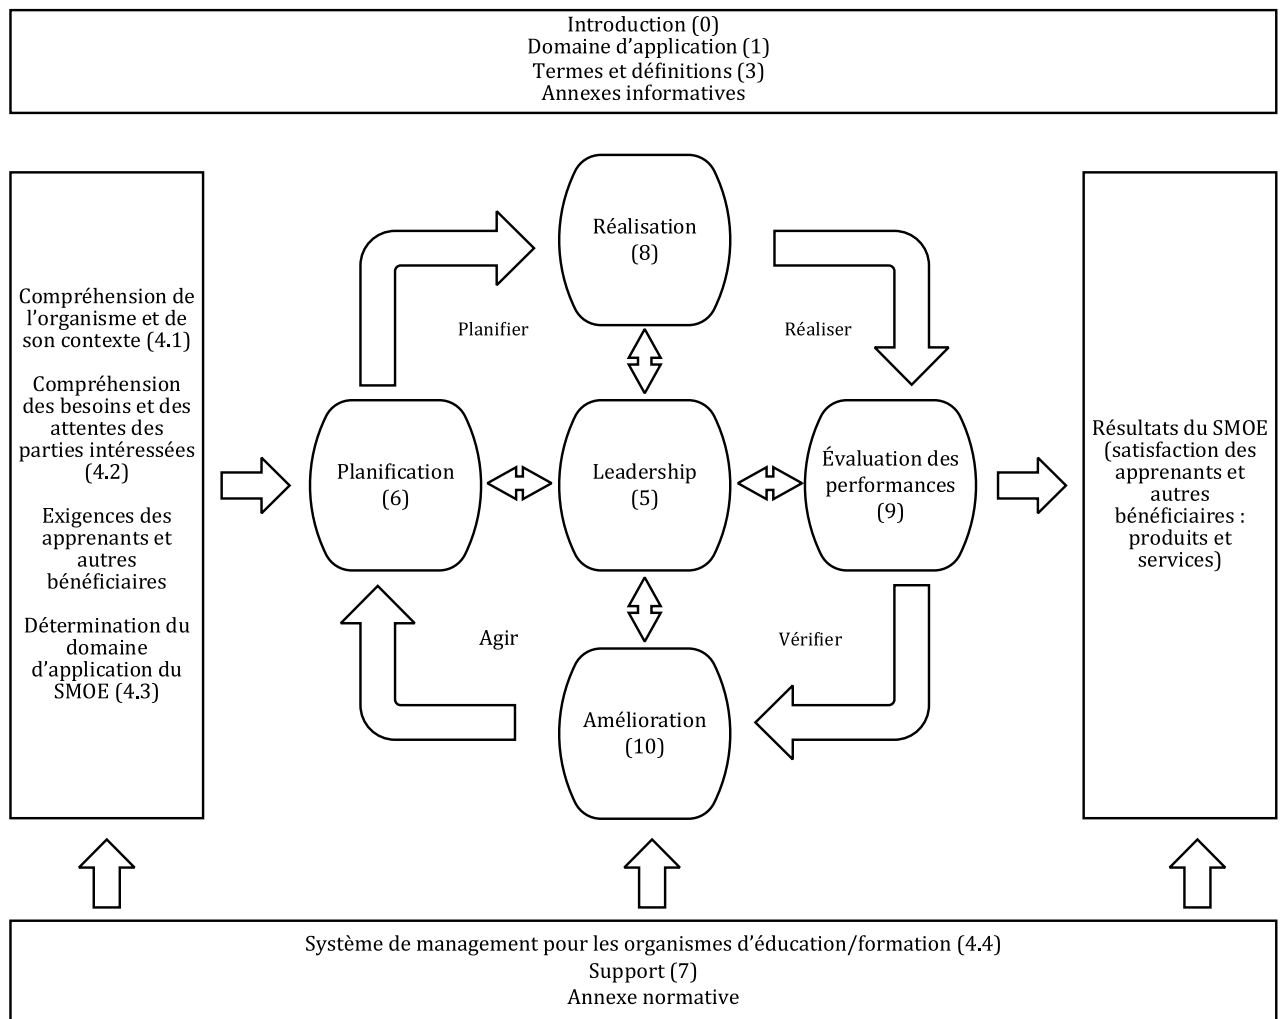 Introduction (0)
Domaine d’application (1)
Termes et définitions (3)
Annexes informatives
Compréhension de
l’organisme et de
son contexte (4.1)
Compréhension
des besoins et des
attentes des
parties intéressées
(4.2)
Exigences des
apprenants et
autres
bénéficiaires
Détermination du
domaine
d’application du
SMOE (4.3)
Réalisation
(8)
Planifier
Réaliser
Planification
(6)
Leadership
(5)
Évaluation des
performances
(9)
Agir
Vérifier
Amélioration
(10)
Résultats du SMOE
(satisfaction des
apprenants et
autres
bénéficiaires :
produits et
services)
Système de management pour les organismes d’éducation/formation (4.4)
Support (7)
Annexe normative